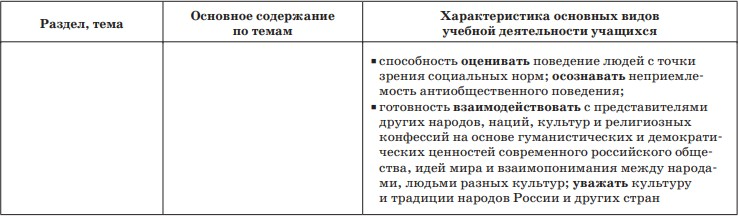 Раздел, тема
Основное содержание
по темам
Характеристика основных видов
учебной деятельности учащихся
▪ способность оценивать поведение людей с точки
зрения социальных норм; осознавать неприемле-
мость антиобщественного поведения;
▪ готовность взаимодействовать с представителями
других народов, наций, культур и религиозных
конфессий на основе гуманистических и демократи-
ческих ценностей современного российского обще-
ства, идей мира и взаимопонимания между народа-
ми, людьми разных культур; уважать культуру
и традиции народов России и других стран